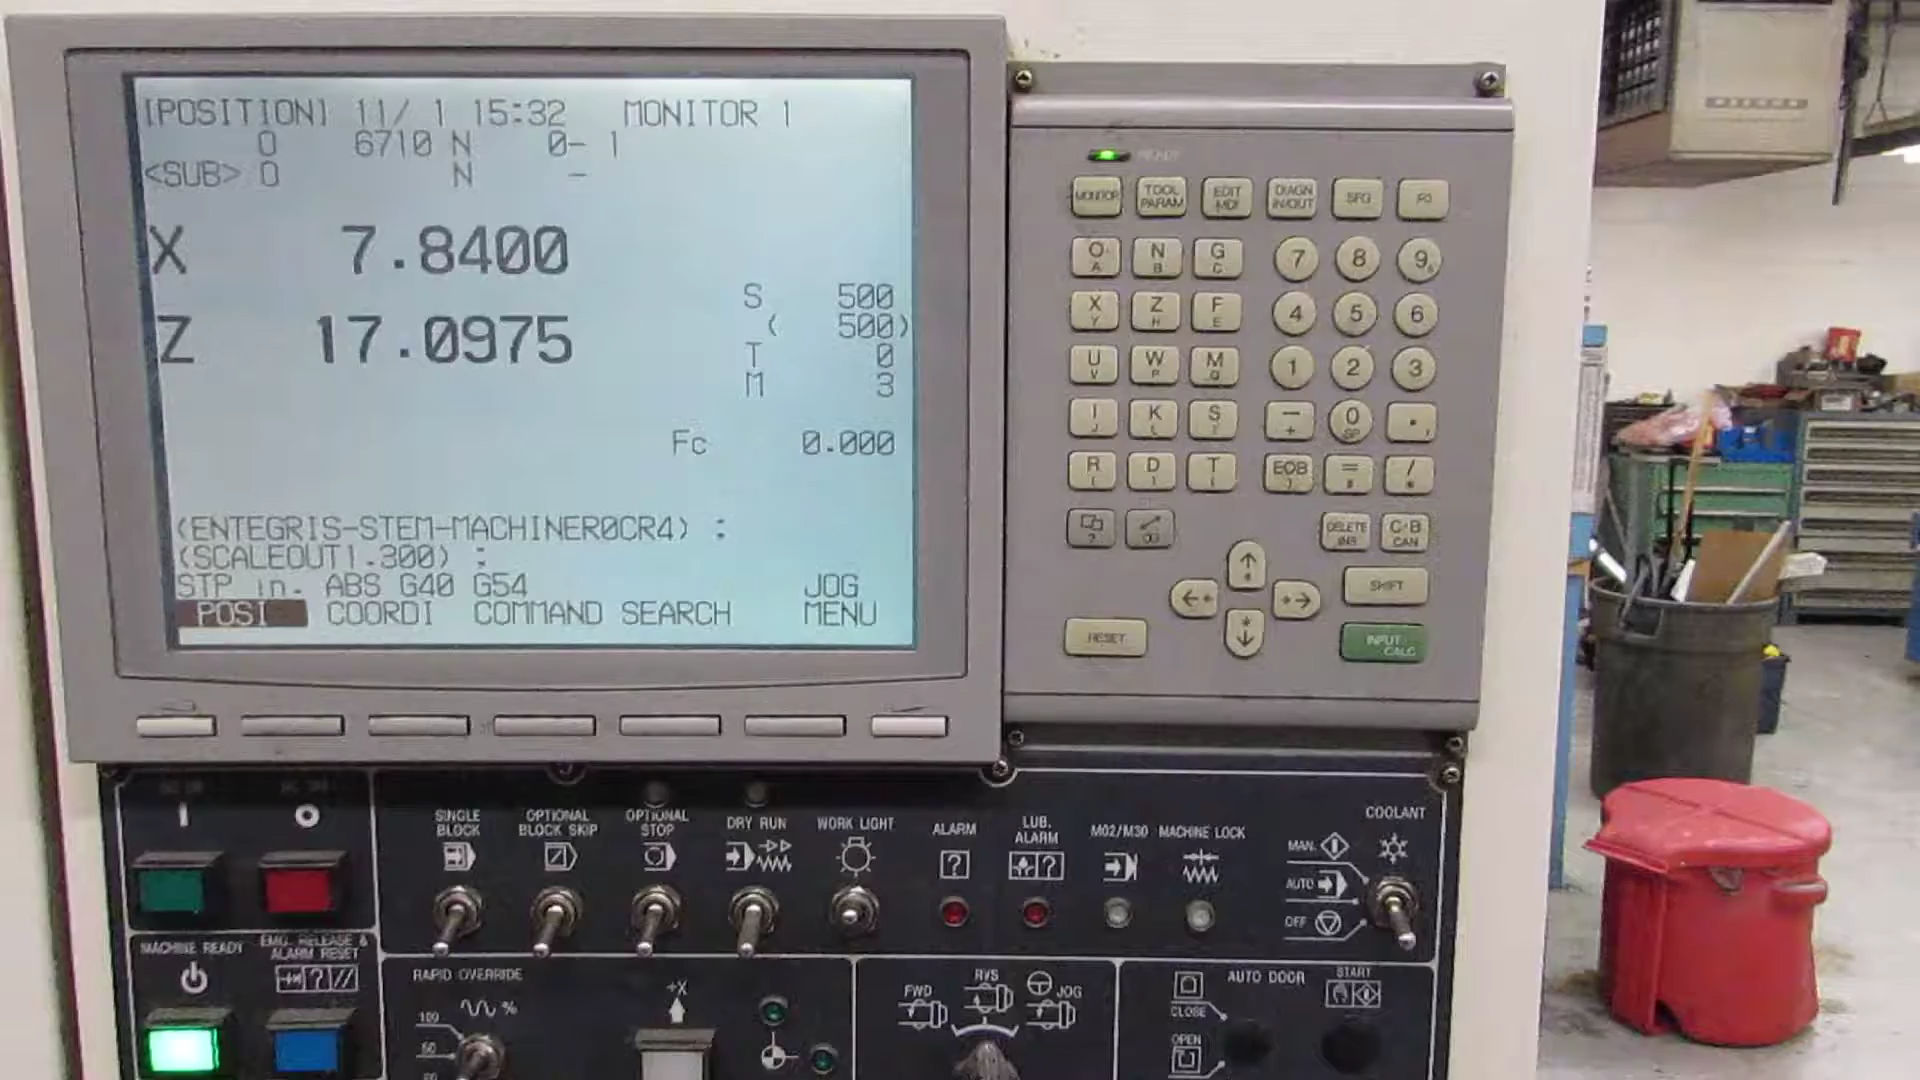 [POSITION] 11/ 1 15:32 MONITOR 1
O 6710 N 0- 1
<SUB> O N -
X 7.8400
Z 17.0975
S 500
( 500)
T 0
M 3
Fc 0.000
(ENTEGRIS-STEM-MACHINER0CR4) ;
(SCALEOUT1.300) ;
STP in. ABS G40 G54 JOG
POSI COORDI COMMAND SEARCH MENU
READY
MONITOR TOOL PARAM EDIT MDI DIAGN IN/OUT SFG F0
O A N B G C 7 8 9
X Y Z H F E 4 5 6
U V W P M Q 1 2 3
I J K L S - + 0 SP .
R D T EOB = /
DELETE INS C·B CAN
SHIFT
RESET
INPUT CALC
SINGLE BLOCK
OPTIONAL BLOCK SKIP
OPTIONAL STOP
DRY RUN
WORK LIGHT
ALARM
LUB. ALARM
M02/M30
MACHINE LOCK
COOLANT
MAN.
AUTO
OFF
MACHINE READY
EMG. RELEASE & ALARM RESET
RAPID OVERRIDE
%
100
50
+X
FWD
RVS
JOG
AUTO DOOR
CLOSE
OPEN
START